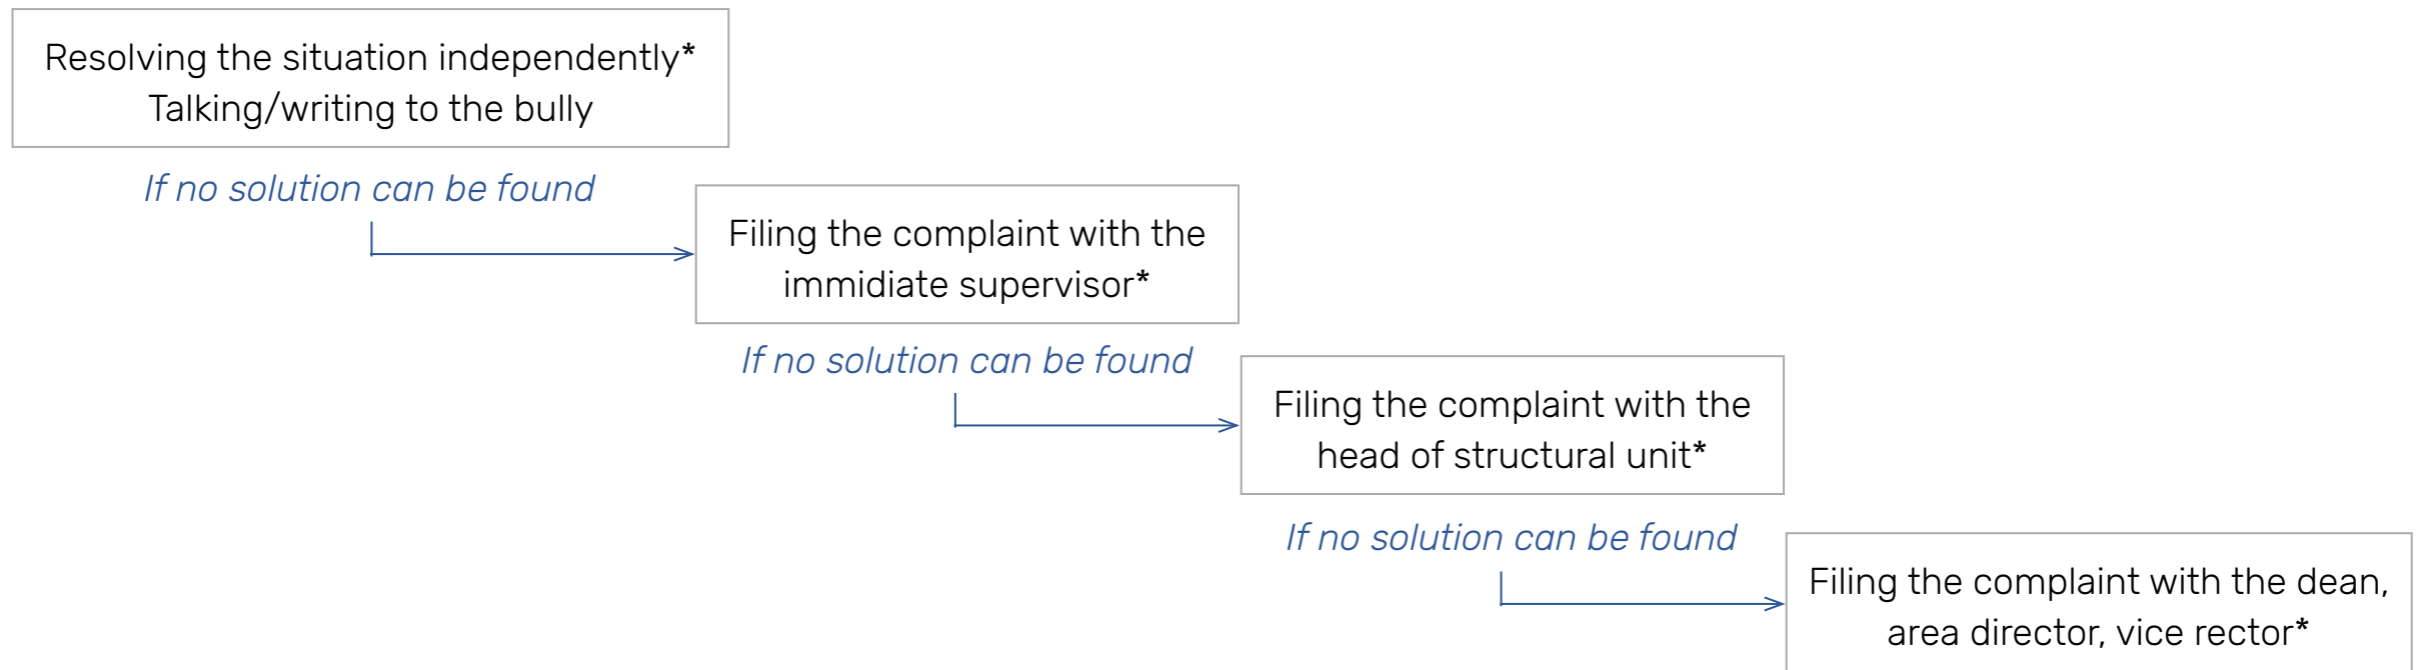 Resolving the situation independently*
Talking/writing to the bully
If no solution can be found
Filing the complaint with the
immidiate supervisor*
If no solution can be found
Filing the complaint with the
head of structural unit*
If no solution can be found
Filing the complaint with the dean,
area director, vice rector*